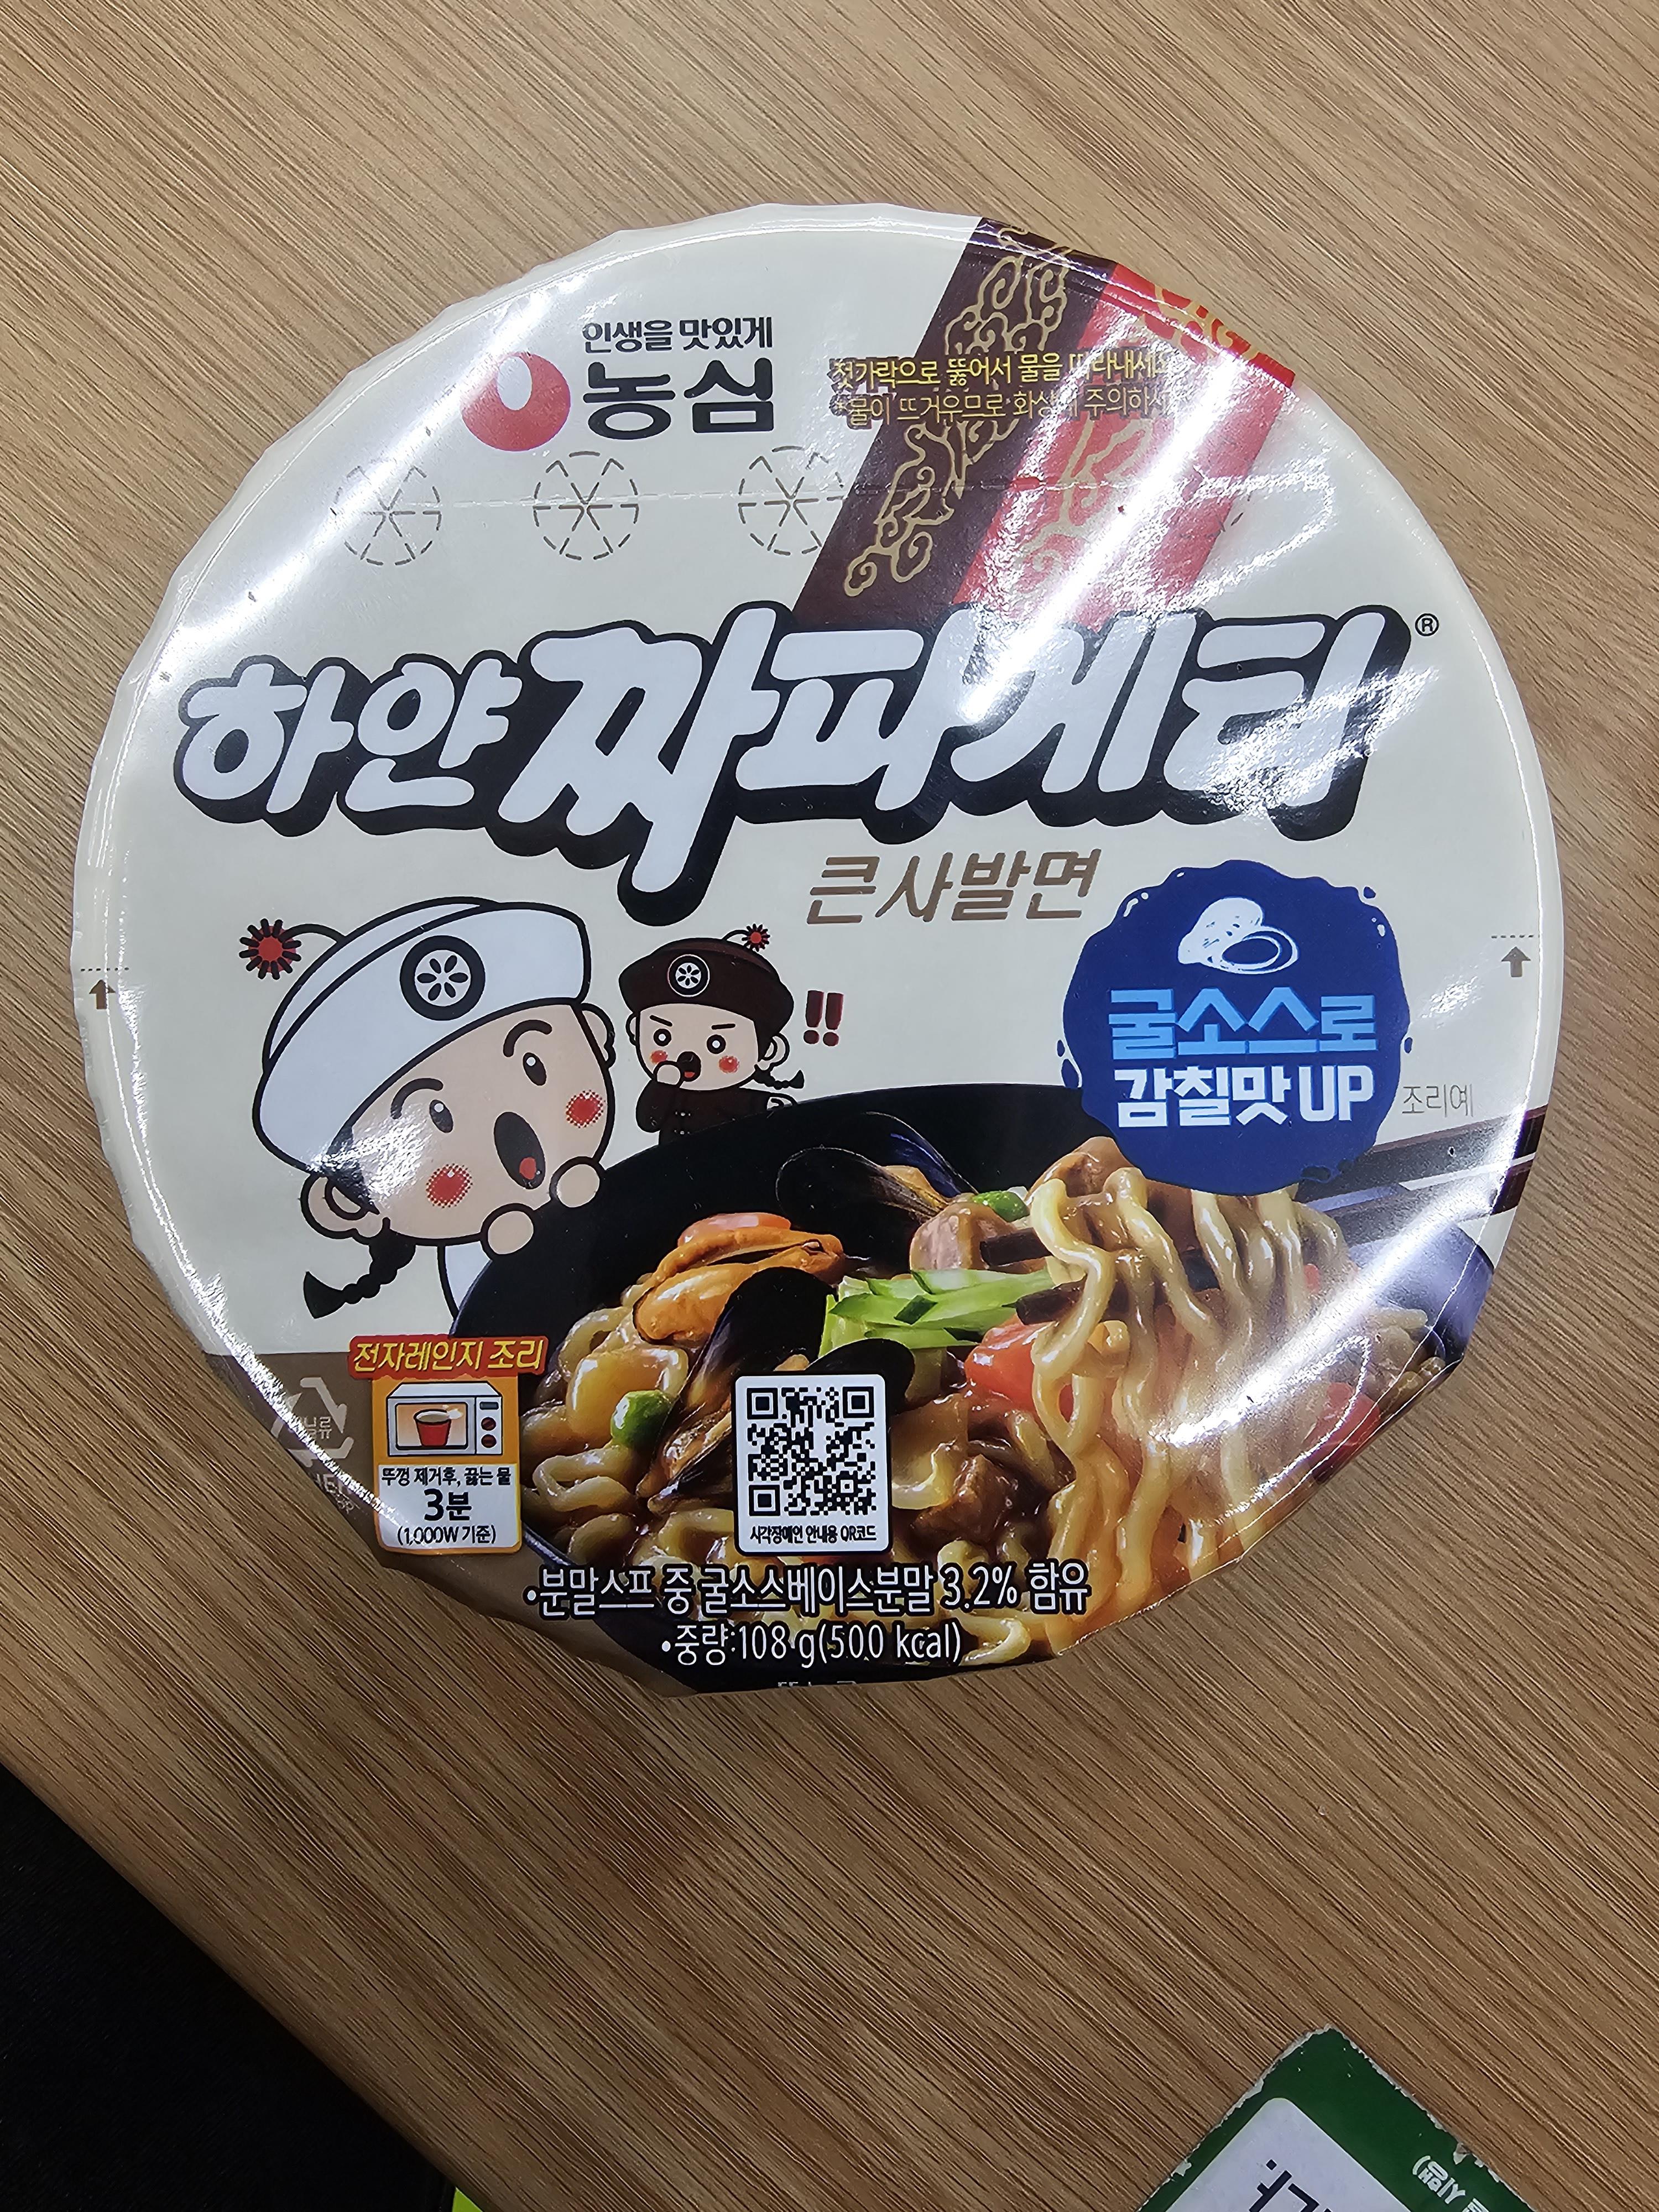 인생을 맛있게
농심
젓가락으로 뚫어서 물을 따라내세요
*물이 뜨거우므로 화상에 주의하
하얀 짜파게티®
큰사발면
!!
굴소스로
감칠맛 UP
조리예
전자레인지 조리
뚜껑 제거후, 끓는 물
3분
(1,000W 기준)
시각장애인 안내용 QR코드
•분말스프 중 굴소스베이스분말 3.2% 함유
•중량:108 g(500 kcal)